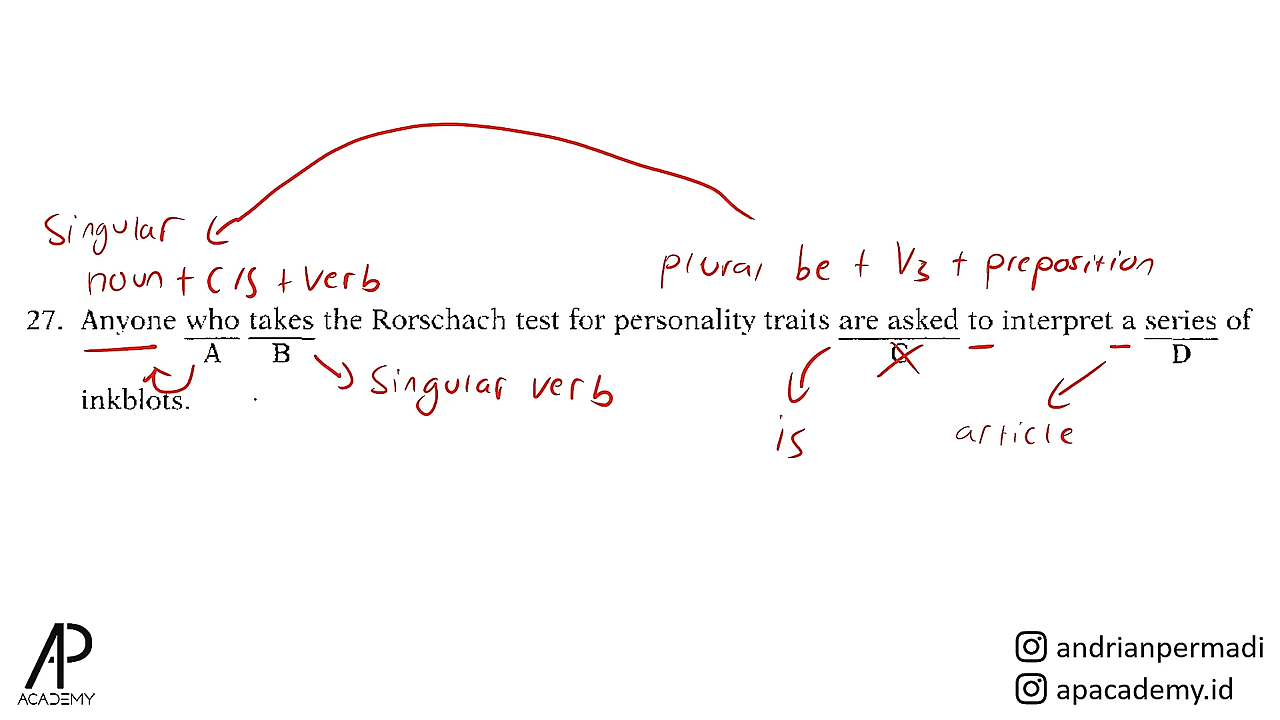 Singular
noun + C/S + verb
plural be + V3 + preposition
27. Anyone who takes the Rorschach test for personality traits are asked to interpret a series of
A B C D
Singular verb
inkblots.
is
article
AP
ACADEMY
andrianpermadi
apacademy.id